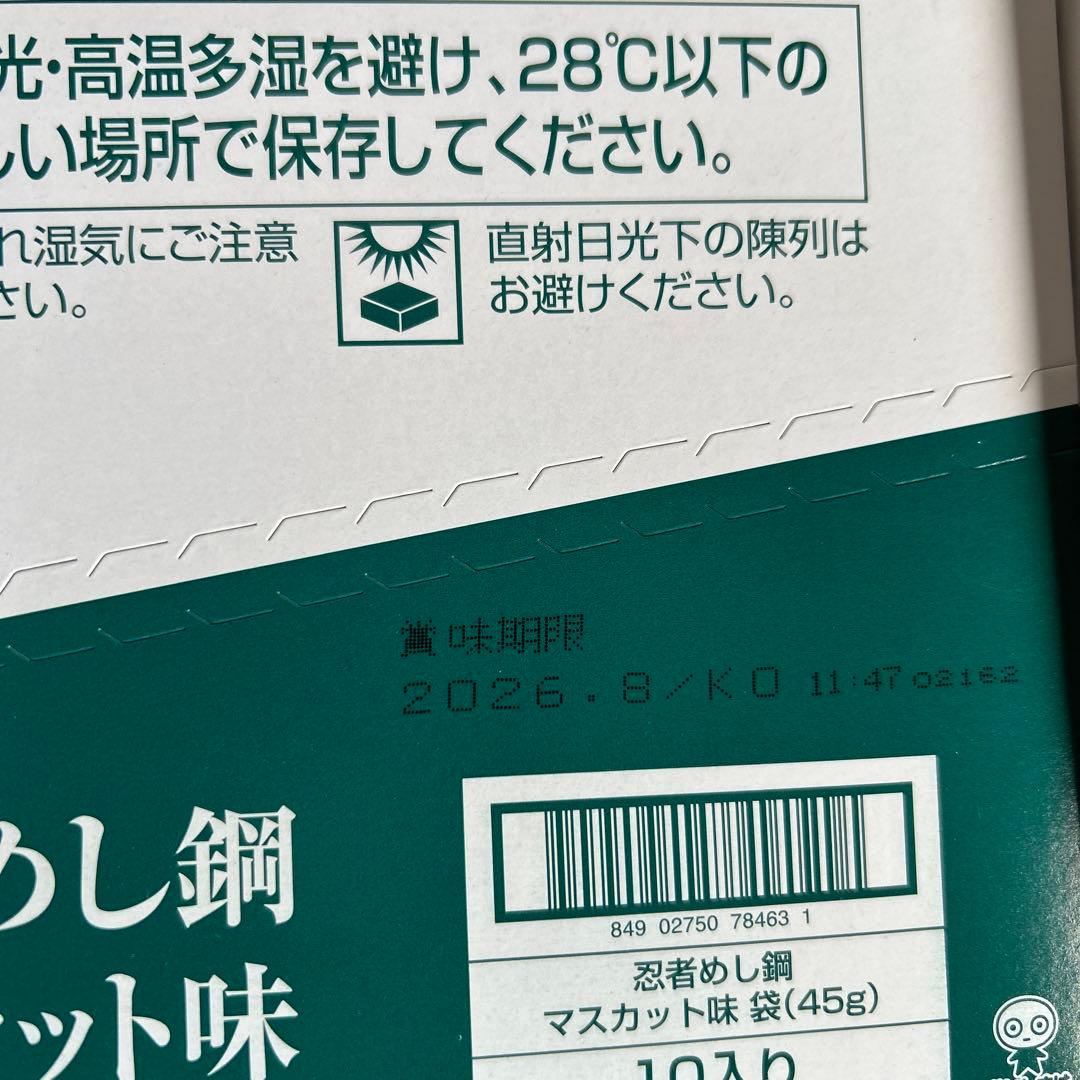 光・高温多湿を避け、28℃以下の
しい場所で保存してください。
れ湿気にご注意
さい。
直射日光下の陳列は
お避けください。
賞味期限
2026.8/KO 11:47 02162
めし鋼
ット味
849 02750 78463 1
忍者めし鋼
マスカット味 袋(45g)
10入り